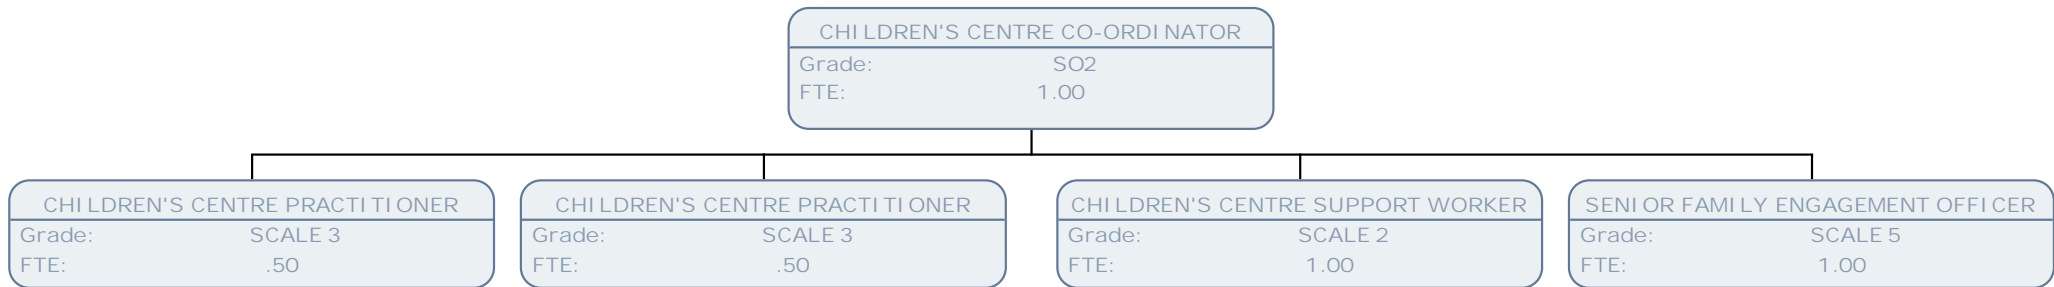 CHILDREN'S CENTRE CO-ORDINATOR
Grade: SO2
FTE: 1.00
CHILDREN'S CENTRE PRACTITIONER
Grade: SCALE 3
FTE: .50
CHILDREN'S CENTRE PRACTITIONER
Grade: SCALE 3
FTE: .50
CHILDREN'S CENTRE SUPPORT WORKER
Grade: SCALE 2
FTE: 1.00
SENIOR FAMILY ENGAGEMENT OFFICER
Grade: SCALE 5
FTE: 1.00